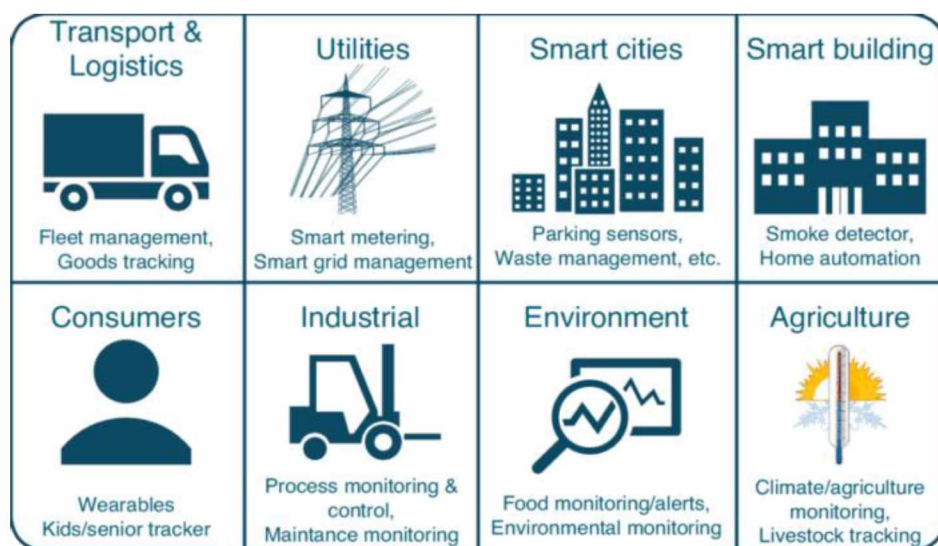 Transport &
Logistics
Fleet management,
Goods tracking
Utilities
Smart metering,
Smart grid management
Smart cities
Parking sensors,
Waste management, etc.
Smart building
Smoke detector,
Home automation
Consumers
Wearables
Kids/senior tracker
Industrial
Process monitoring &
control,
Maintance monitoring
Environment
Food monitoring/alerts,
Environmental monitoring
Agriculture
Climate/agriculture
monitoring,
Livestock tracking